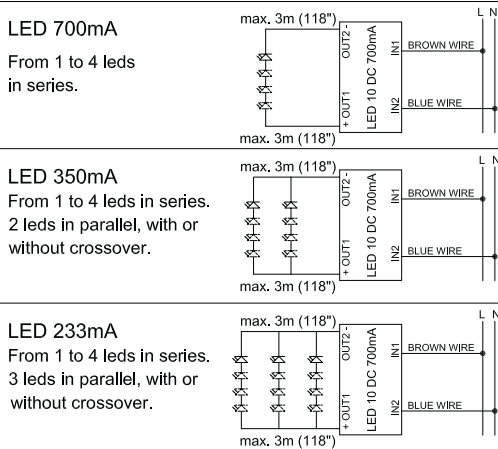 LED 700mA
From 1 to 4 leds
in series.
max. 3m (118")
OUT2 -
+ OUT1
LED 10 DC 700mA
IN1
IN2
BROWN WIRE
BLUE WIRE
L N
max. 3m (118")
LED 350mA
From 1 to 4 leds in series.
2 leds in parallel, with or
without crossover.
max. 3m (118")
OUT2 -
+ OUT1
LED 10 DC 700mA
IN1
IN2
BROWN WIRE
BLUE WIRE
L N
max. 3m (118")
LED 233mA
From 1 to 4 leds in series.
3 leds in parallel, with or
without crossover.
max. 3m (118")
OUT2 -
+ OUT1
LED 10 DC 700mA
IN1
IN2
BROWN WIRE
BLUE WIRE
L N
max. 3m (118")